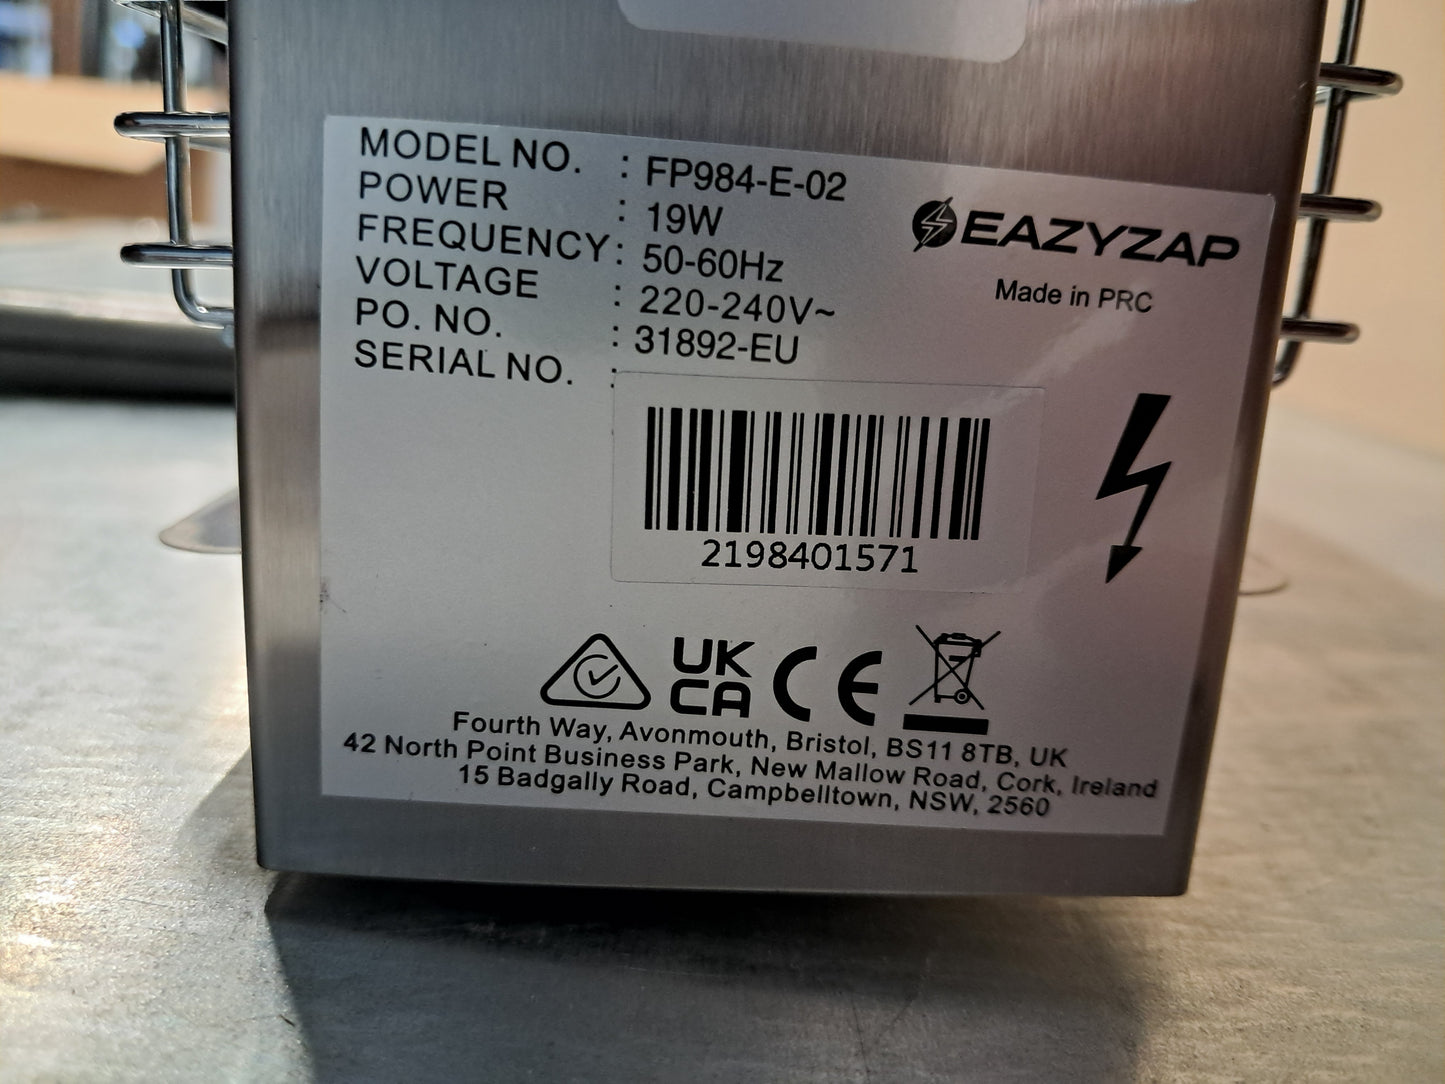 MODEL NO. : FP984-E-02
POWER : 19W
FREQUENCY : 50-60Hz
VOLTAGE : 220-240V~
PO. NO. : 31892-EU
SERIAL NO. :
EAZYZAP
Made in PRC
2198401571
UK
CA
CE
Fourth Way, Avonmouth, Bristol, BS11 8TB, UK
42 North Point Business Park, New Mallow Road, Cork, Ireland
15 Badgally Road, Campbelltown, NSW, 2560